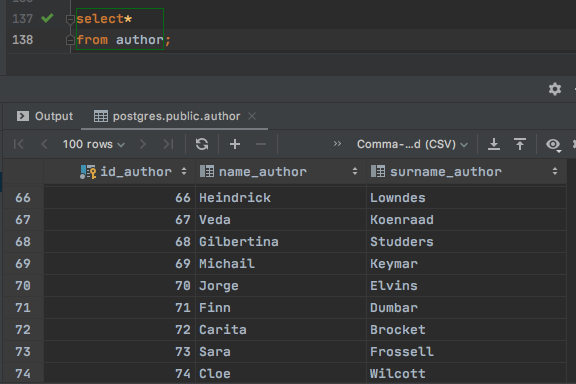 137 select*
138 from author;
Output postgres.public.author
100 rows Comma-...d (CSV)
id_author name_author surname_author
66 66 Heindrick Lowndes
67 67 Veda Koenraad
68 68 Gilbertina Studders
69 69 Michail Keymar
70 70 Jorge Elvins
71 71 Finn Dumbar
72 72 Carita Brocket
73 73 Sara Frossell
74 74 Cloe Wilcott